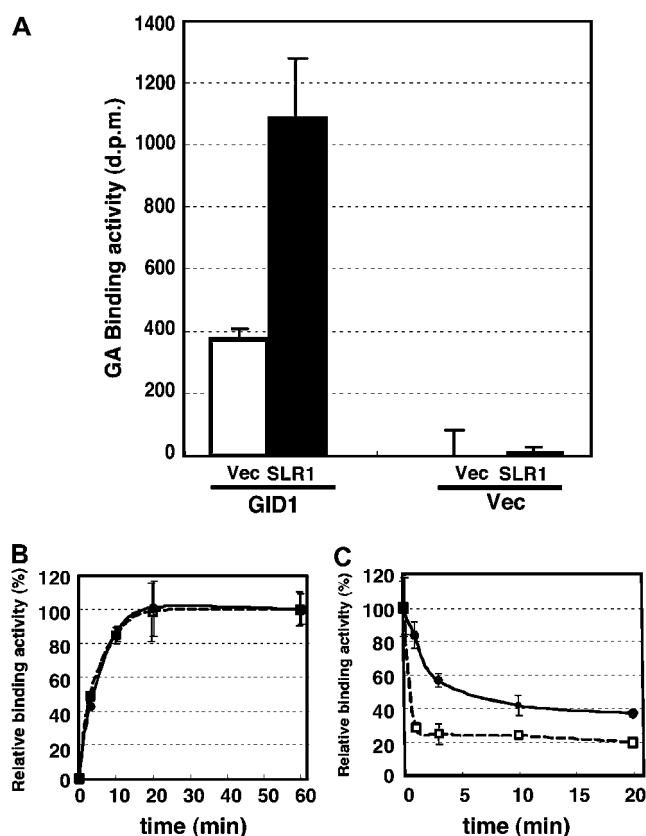 A
GA Binding activity (d.p.m.)
1400
1200
1000
800
600
400
200
0
Vec SLR1
Vec SLR1
GID1
Vec
B
Relative binding activity (%)
120
100
80
60
40
20
0
0 10 20 30 40 50 60
time (min)
C
Relative binding activity (%)
120
100
80
60
40
20
0
0 5 10 15 20
time (min)